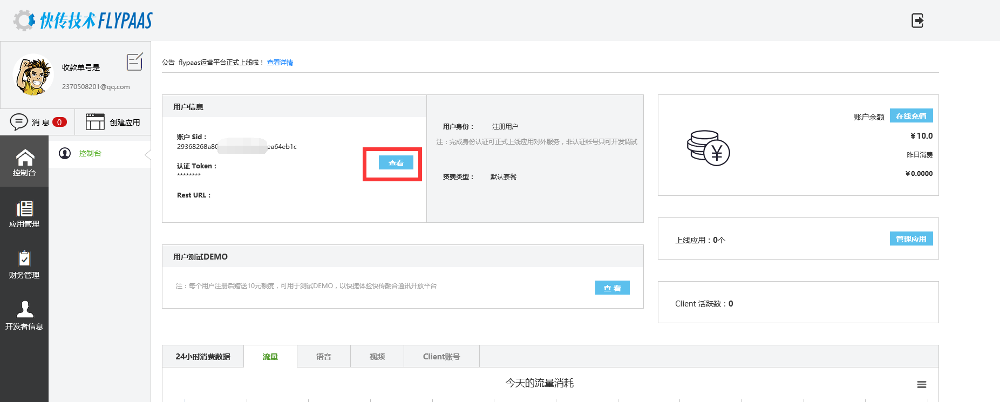 快传技术 FLYPAAS
收款单号是
2370508201@qq.com
消 息 0
创建应用
控制台
控制台
应用管理
财务管理
开发者信息
公告 flypaas运营平台正式上线啦！ 查看详情
用户信息
账户 Sid：
29368268a80
ea64eb1c
认证 Token：
********
查看
Rest URL：
用户身份： 注册用户
注：完成身份认证可正式上线应用对外服务，非认证帐号只可开发调试
资费类型： 默认套餐
账户余额 在线充值
￥10.0
昨日消费
￥0.0000
¥
上线应用：0个 管理应用
Client 活跃数：0
用户测试DEMO
注：每个用户注册后赠送10元额度，可用于测试DEMO，以快捷体验快传融合通讯开放平台
查 看
24小时消费数据 流量 语音 视频 Client账号
今天的流量消耗